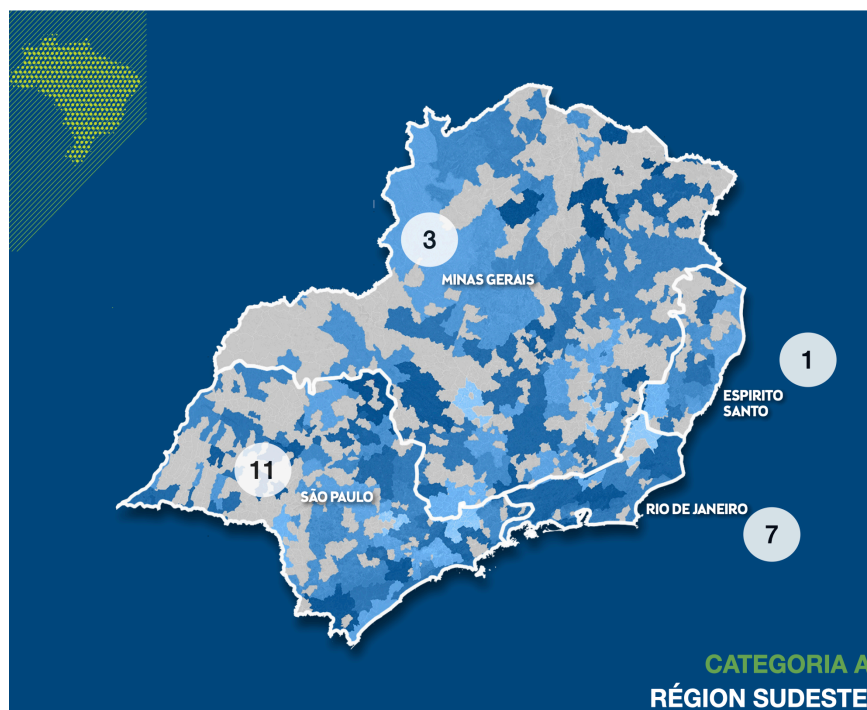 3
MINAS GERAIS
1
ESPIRITO
SANTO
11
SÃO PAULO
RIO DE JANEIRO
7
CATEGORIA A
RÉGION SUDESTE